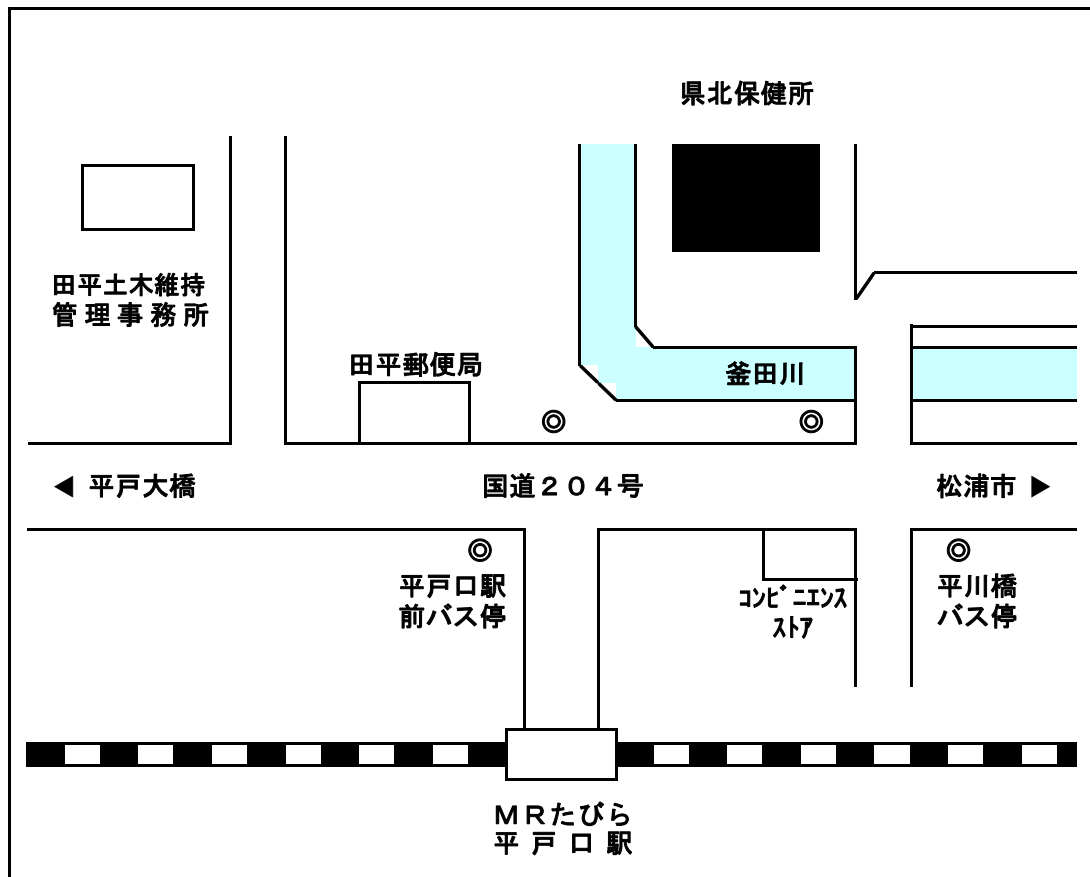 県北保健所
田平土木維持
管理事務所
田平郵便局
釜田川
◀ 平戸大橋
国道２０４号
松浦市 ▶
平戸口駅
前バス停
ｺﾝﾋﾞﾆｴﾝｽ
ｽﾄｱ
平川橋
バス停
ＭＲたびら
平戸口駅